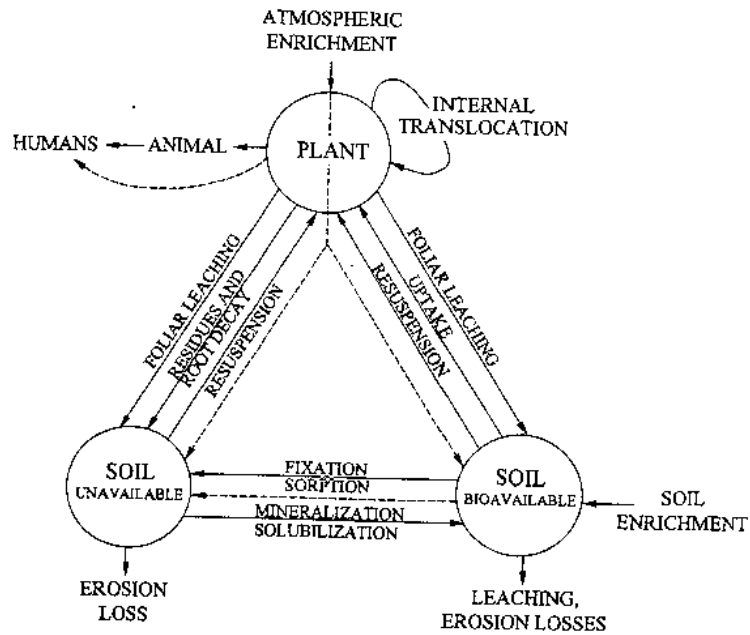 ATMOSPHERIC
ENRICHMENT
INTERNAL
TRANSLOCATION
HUMANS
ANIMAL
PLANT
FOLIAR LEACHING
RESIDUES AND
ROOT DECAY
RESUSPENSION
RESUSPENSION
UPTAKE
FOLIAR LEACHING
SOIL
UNAVAILABLE
FIXATION
SORPTION
MINERALIZATION
SOLUBILIZATION
SOIL
BIOAVAILABLE
SOIL
ENRICHMENT
EROSION
LOSS
LEACHING,
EROSION LOSSES